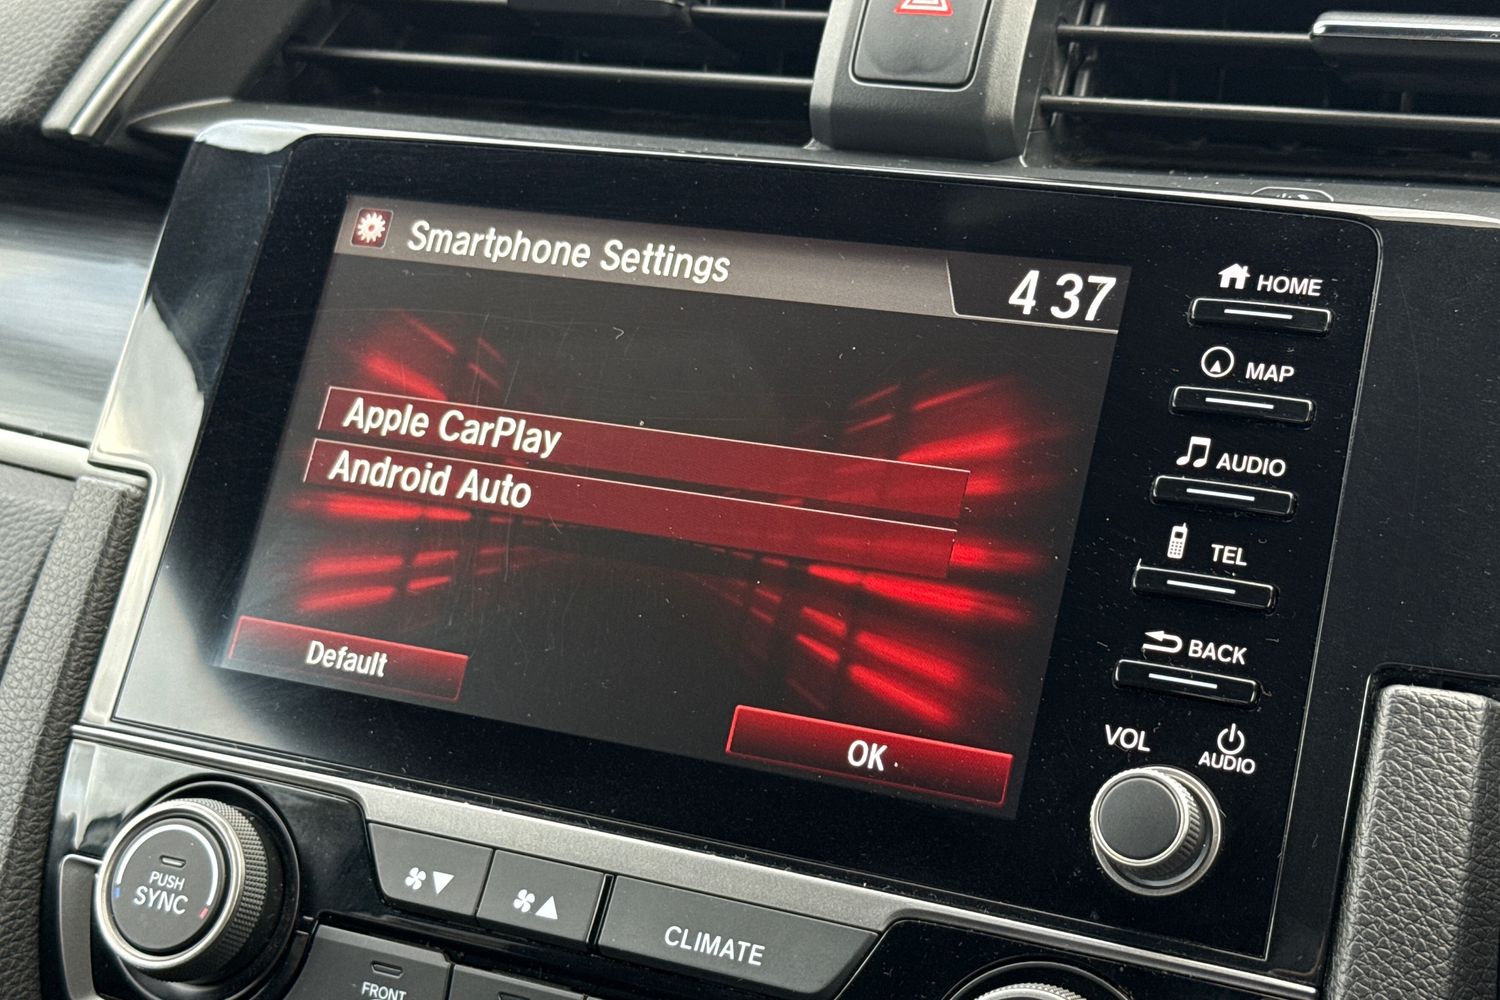 Smartphone Settings
4 37
Apple CarPlay
Android Auto
Default
OK
HOME
MAP
AUDIO
TEL
BACK
VOL
AUDIO
PUSH
SYNC
CLIMATE
FRONT